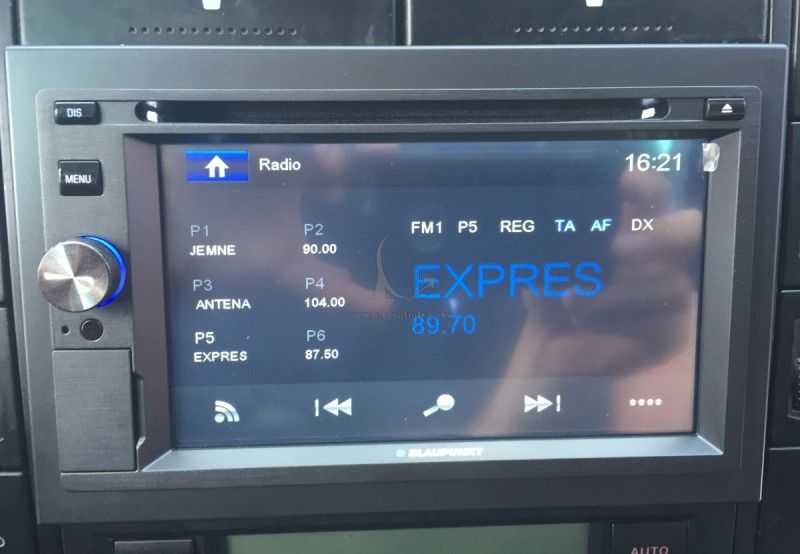 DIS
MENU
Radio
16:21
P1
JEMNE
P2
90.00
P3
ANTENA
P4
104.00
P5
EXPRES
P6
87.50
FM1 P5 REG TA AF DX
EXPRES
89.70
BLAUPUNKT
AUTO